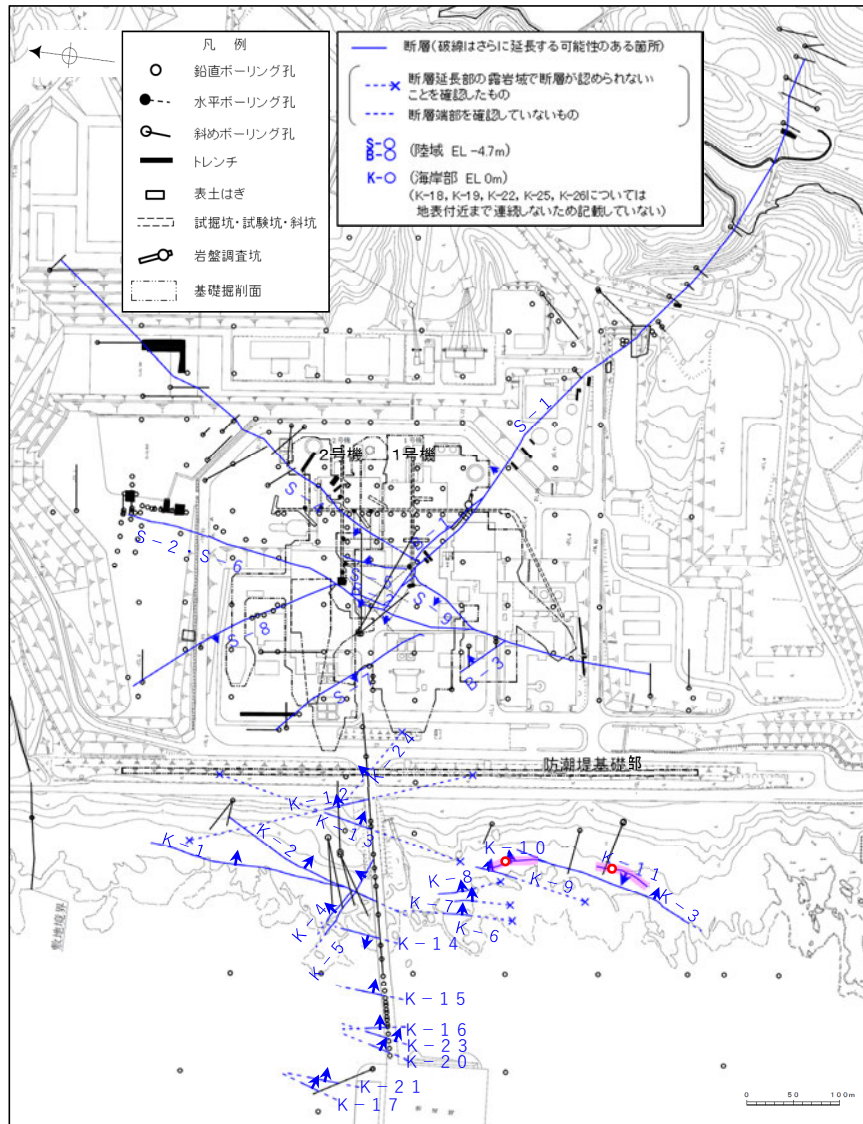 凡 例
鉛直ボーリング孔
水平ボーリング孔
斜めボーリング孔
トレンチ
表土はぎ
試掘坑・試験坑・斜坑
岩盤調査坑
基礎掘削面
断層(破線はさらに延長する可能性のある箇所)
断層延長部の露岩域で断層が認められない
ことを確認したもの
断層端部を確認していないもの
S-○
B-○
(陸域 EL -4.7m)
K-○
(海岸部 EL 0m)
(K-18, K-19, K-22, K-25, K-26については
地表付近まで連続しないため記載していない)
S-1
2号機
1号機
S-4
B-1
S-2・S-6
S-5
B-2
S-9
S-8
B-3
S-7
K-24
防潮堤基礎部
K-12
K-13
K-10
K-1
K-2
K-11
K-8
K-9
K-7
K-3
K-4
K-6
K-5
K-14
敷地境界
K-15
K-16
K-23
K-20
K-21
K-17
0 50 100m